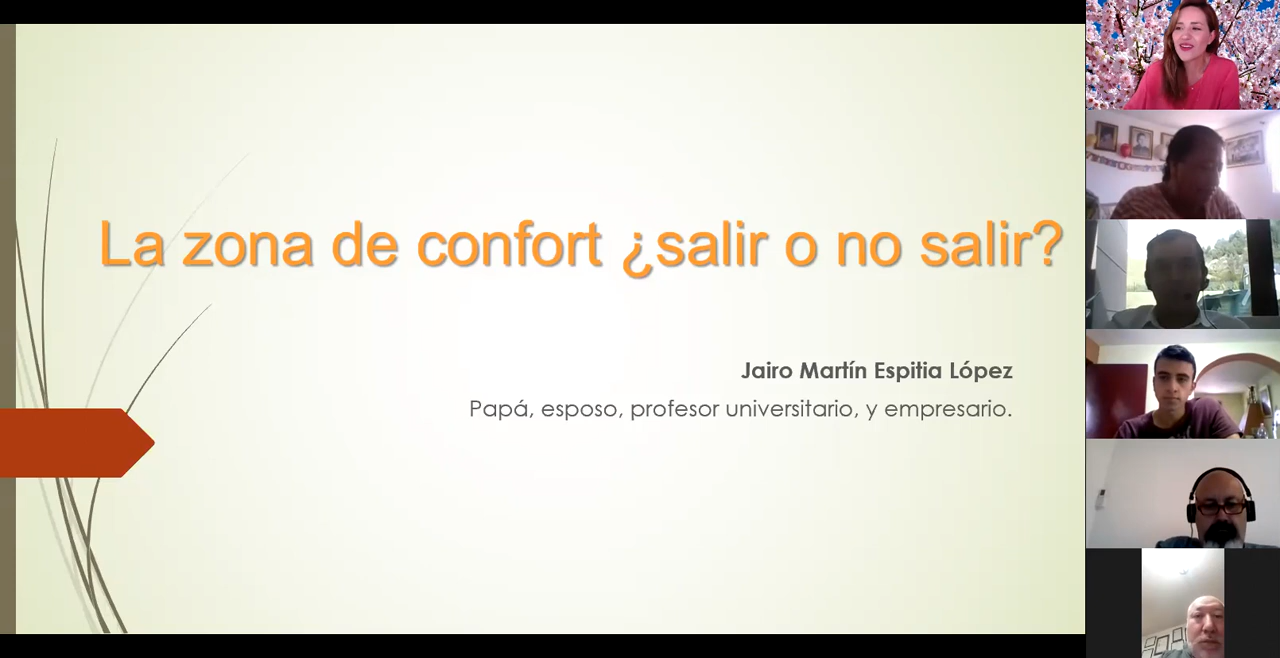 La zona de confort ¿salir o no salir?
Jairo Martín Espitia López
Papá, esposo, profesor universitario, y empresario.